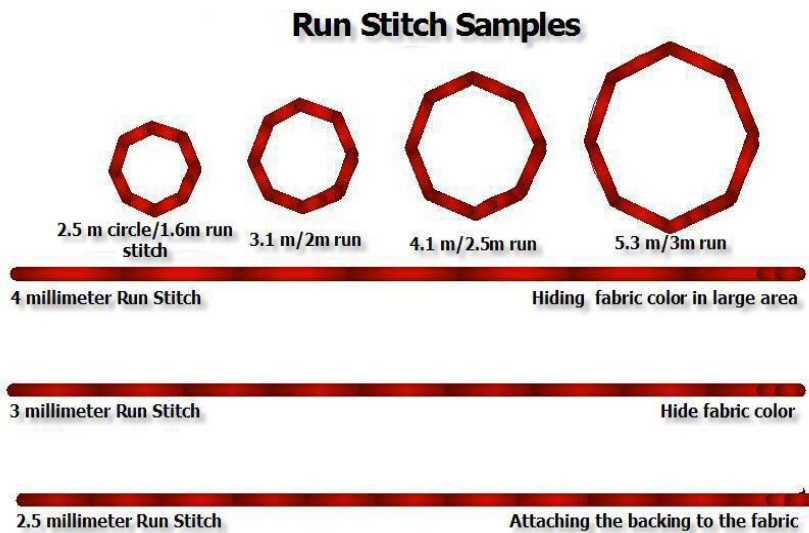 Run Stitch Samples
2.5 m circle/1.6m run
stitch
3.1 m/2m run
4.1 m/2.5m run
5.3 m/3m run
4 millimeter Run Stitch
Hiding fabric color in large area
3 millimeter Run Stitch
Hide fabric color
2.5 millimeter Run Stitch
Attaching the backing to the fabric